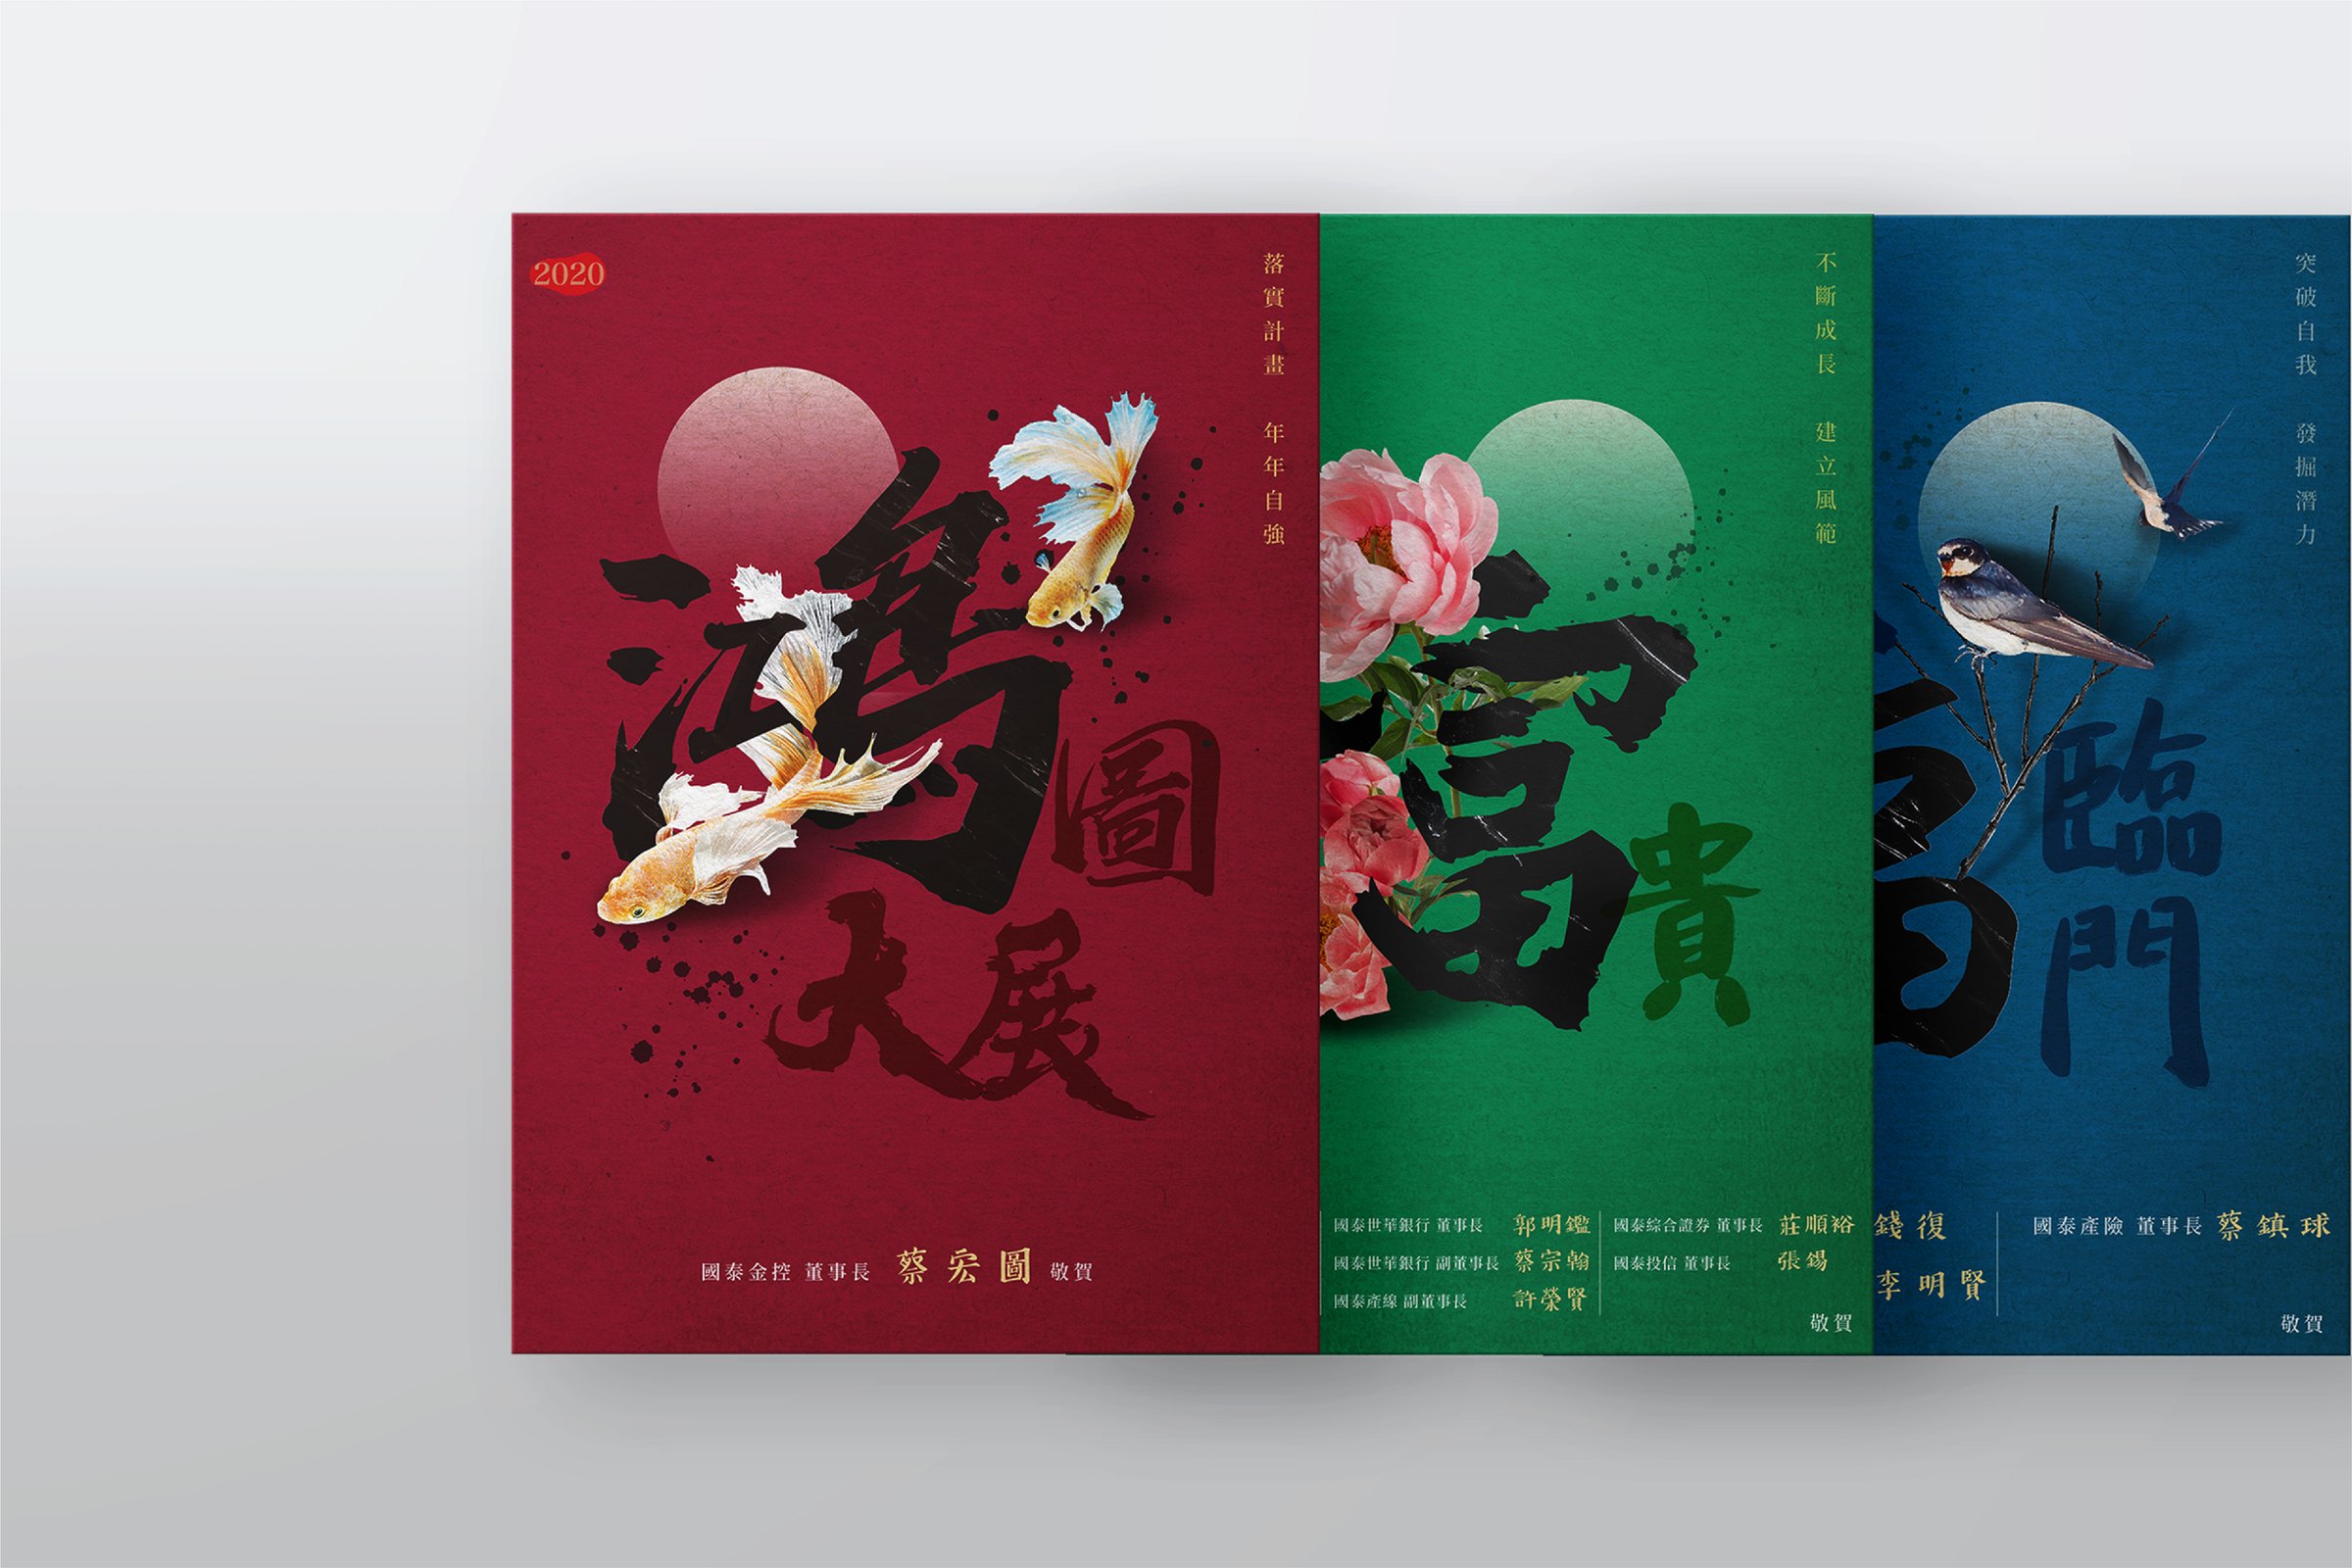 2020
落實計畫 年年自強
鴻圖
大展
國泰金控 董事長 蔡宏圖 敬賀
不斷成長 建立風範
富貴
國泰世華銀行 董事長 郭明鑑
國泰世華銀行 副董事長 蔡宗翰
國泰產線 副董事長 許榮賢
國泰綜合證券 董事長 莊順裕
國泰投信 董事長 張錫
敬賀
突破自我 發掘潛力
臨門
錢復
李明賢
國泰產險 董事長 蔡鎮球
敬賀